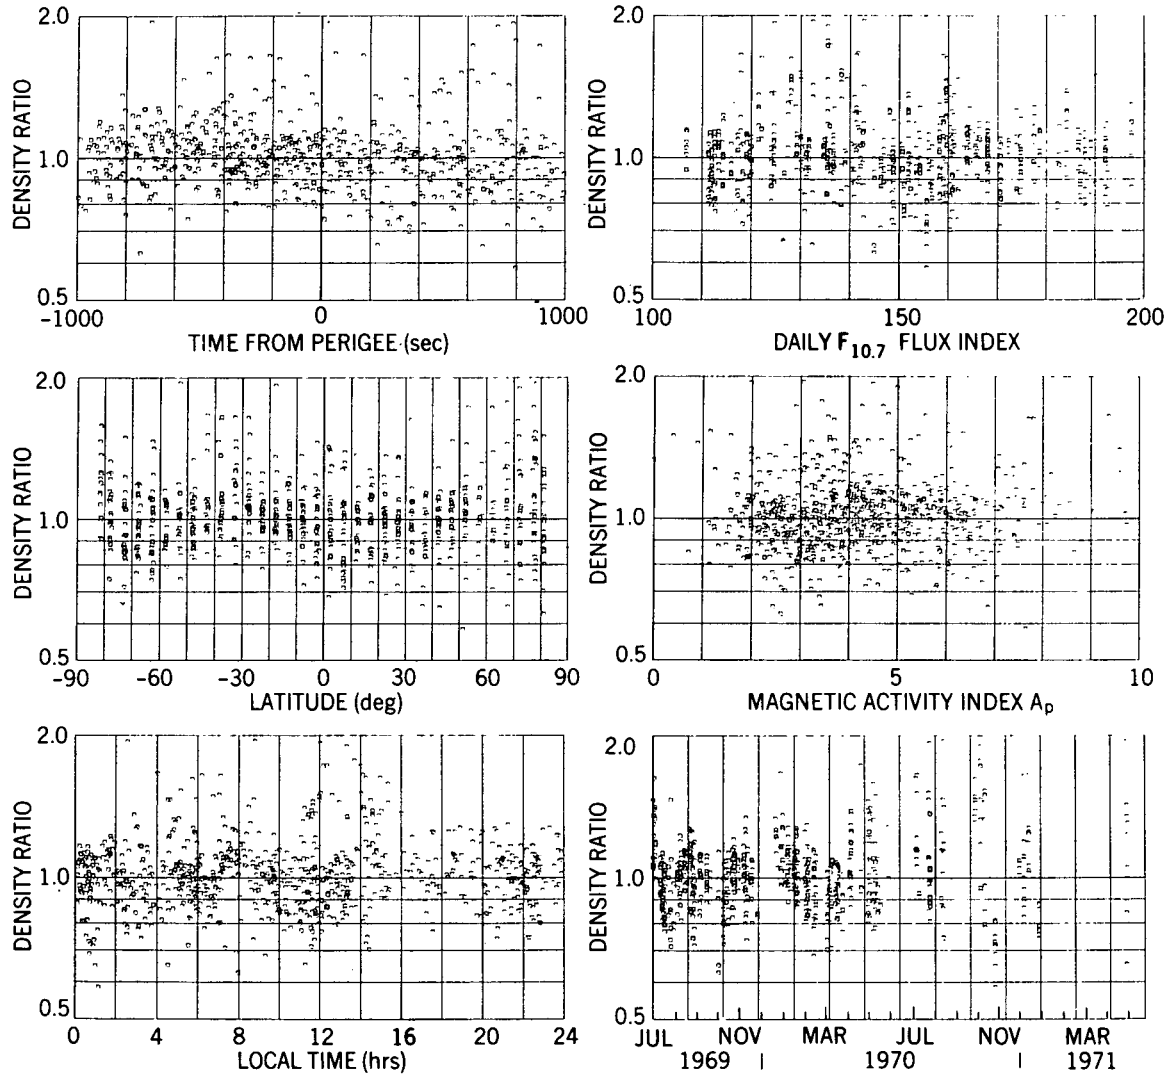 2.0
DENSITY RATIO
1.0
0.5
-1000 0 1000
TIME FROM PERIGEE (sec)
2.0
DENSITY RATIO
1.0
0.5
100 150 200
DAILY F10.7 FLUX INDEX
2.0
DENSITY RATIO
1.0
0.5
-90 -60 -30 0 30 60 90
LATITUDE (deg)
2.0
DENSITY RATIO
1.0
0.5
0 5 10
MAGNETIC ACTIVITY INDEX Ap
2.0
DENSITY RATIO
1.0
0.5
0 4 8 12 16 20 24
LOCAL TIME (hrs)
2.0
DENSITY RATIO
1.0
0.5
JUL NOV MAR JUL NOV MAR
1969 | 1970 | 1971